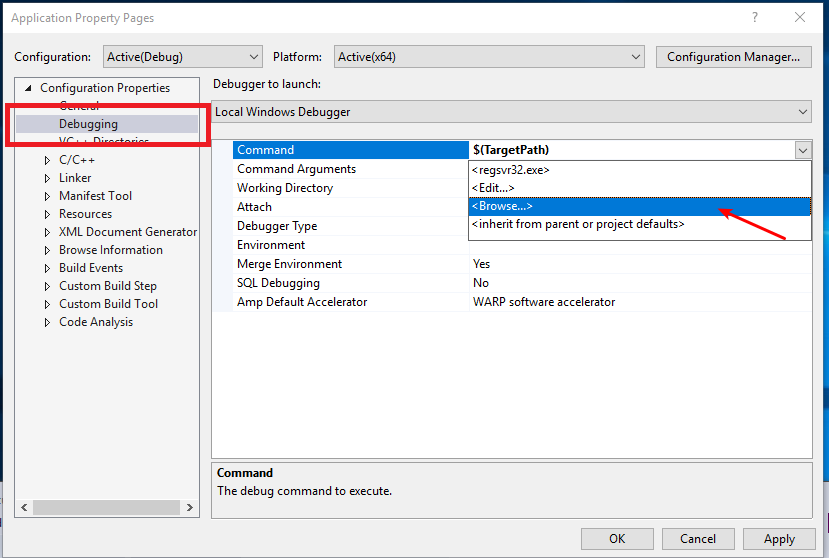 Application Property Pages
Configuration: Active(Debug) Platform: Active(x64) Configuration Manager...
Configuration Properties
General
Debugging
VC++ Directories
C/C++
Linker
Manifest Tool
Resources
XML Document Generator
Browse Information
Build Events
Custom Build Step
Custom Build Tool
Code Analysis
Debugger to launch:
Local Windows Debugger
Command $(TargetPath)
Command Arguments
Working Directory
Attach
Debugger Type
Environment
<regsvr32.exe>
<Edit...>
<Browse...>
<inherit from parent or project defaults>
Merge Environment Yes
SQL Debugging No
Amp Default Accelerator WARP software accelerator
Command
The debug command to execute.
OK Cancel Apply